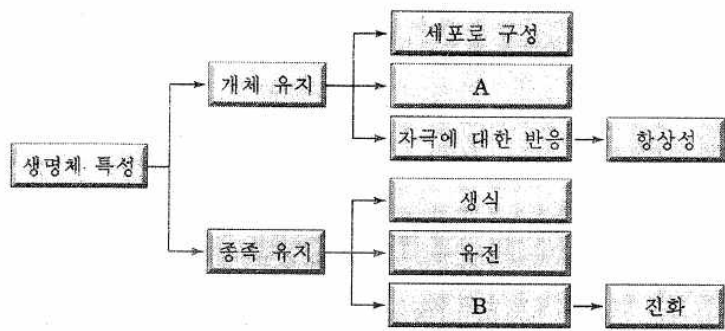 세포로 구성
개체 유지
A
자극에 대한 반응
항상성
생명체 특성
생식
종족 유지
유전
B
진화